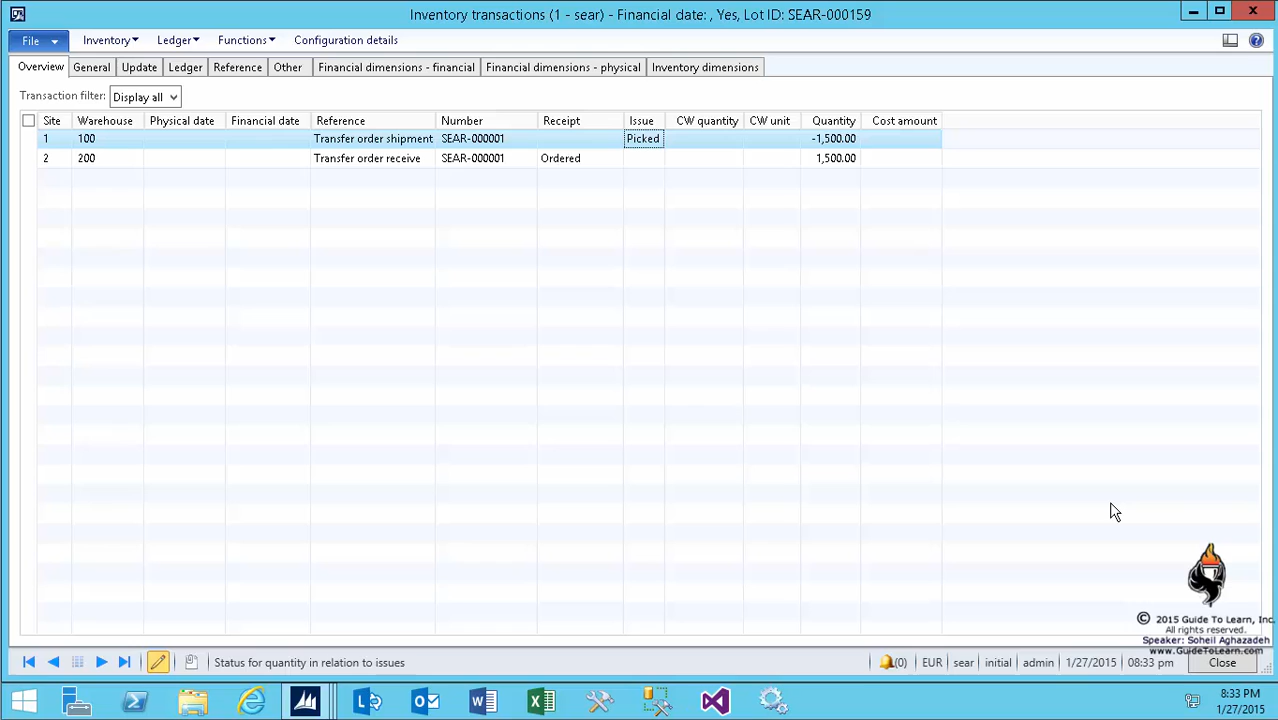 Inventory transactions (1 - sear) - Financial date: , Yes, Lot ID: SEAR-000159
File Inventory Ledger Functions Configuration details
Overview General Update Ledger Reference Other Financial dimensions - financial Financial dimensions - physical Inventory dimensions
Transaction filter: Display all
Site Warehouse Physical date Financial date Reference Number Receipt Issue CW quantity CW unit Quantity Cost amount
1 100 Transfer order shipment SEAR-000001 Picked -1,500.00
2 200 Transfer order receive SEAR-000001 Ordered 1,500.00
© 2015 Guide To Learn, Inc.
All rights reserved.
Speaker: Soheil Aghazadeh
www.GuideToLearn.com
Status for quantity in relation to issues (0) EUR sear initial admin 1/27/2015 08:33 pm Close
8:33 PM
1/27/2015